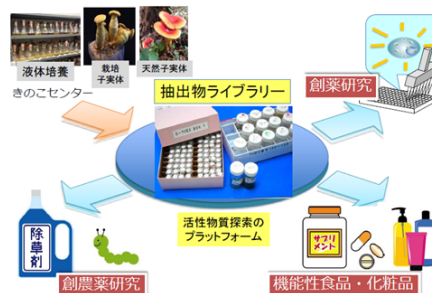 液体培養
栽培
子実体
天然子実体
きのこセンター
抽出物ライブラリー
創薬研究
活性物質探索の
プラットフォーム
除草剤
創農薬研究
サプリ
メント
機能性食品・化粧品